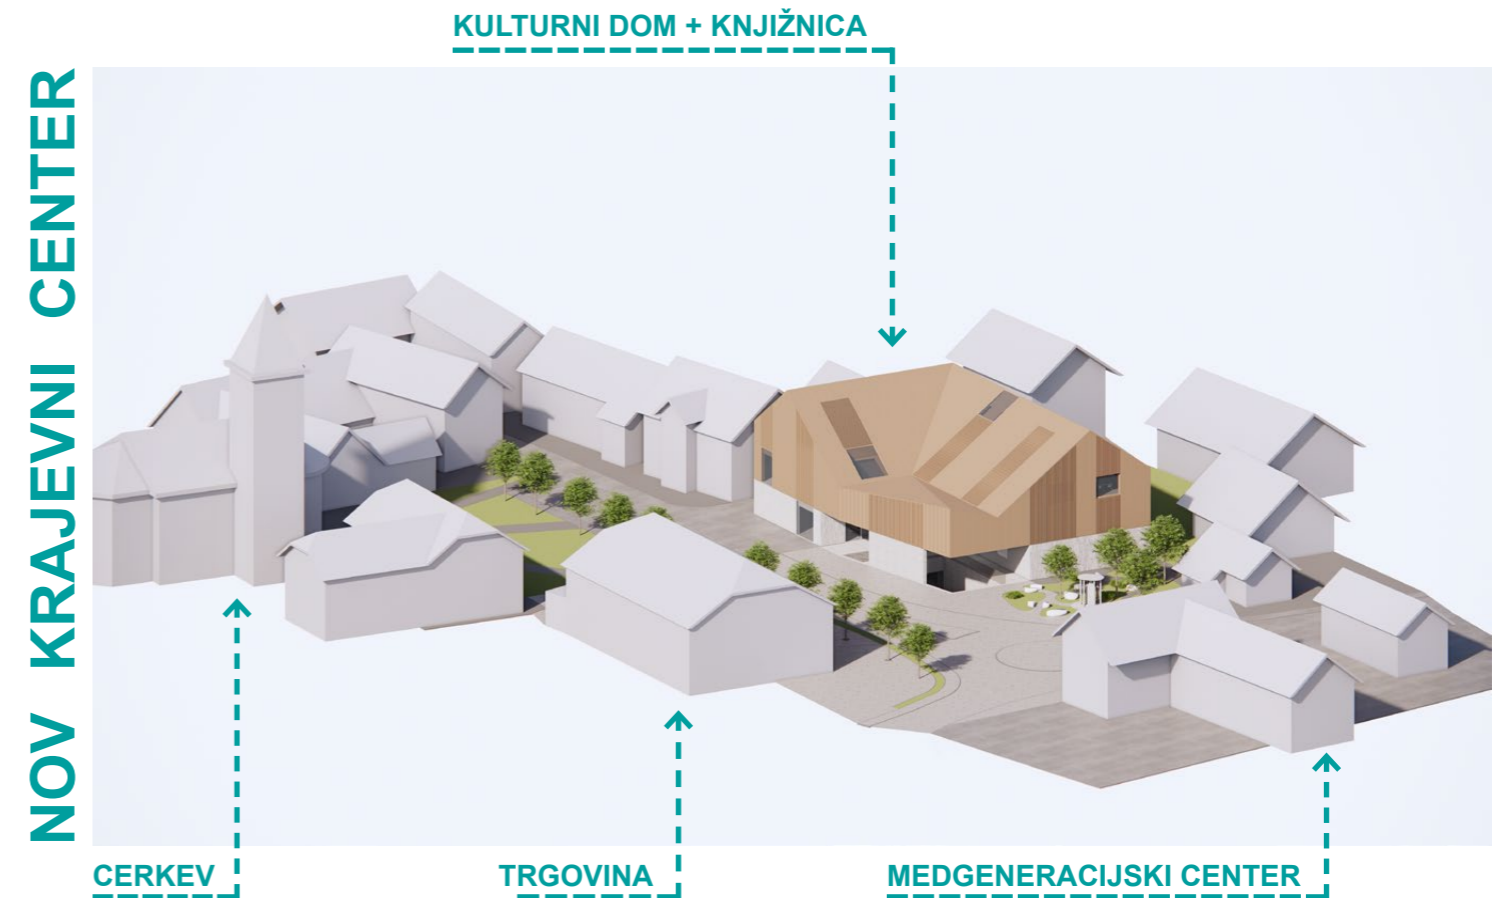 KULTURNI DOM + KNJIŽNICA
NOV KRAJEVNI CENTER
CERKEV
TRGOVINA
MEDGENERACIJSKI CENTER